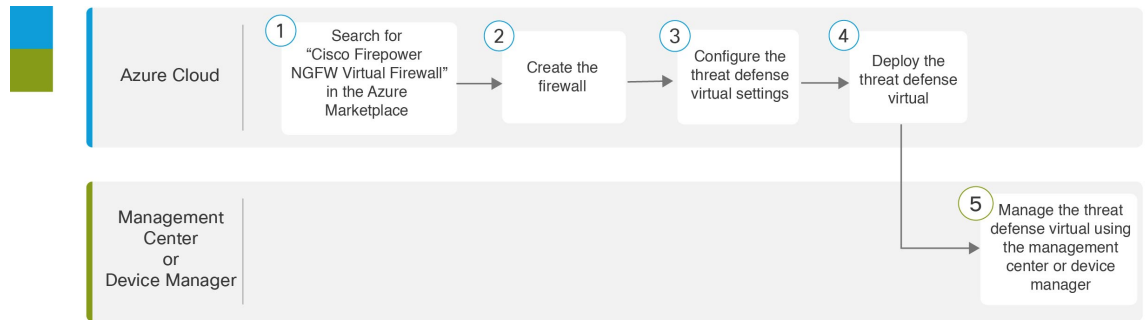 Azure Cloud
1
Search for
“Cisco Firepower
NGFW Virtual Firewall”
in the Azure
Marketplace
2
Create the
firewall
3
Configure the
threat defense
virtual settings
4
Deploy the
threat defense
virtual
Management
Center
or
Device Manager
5
Manage the threat
defense virtual using
the management
center or device
manager